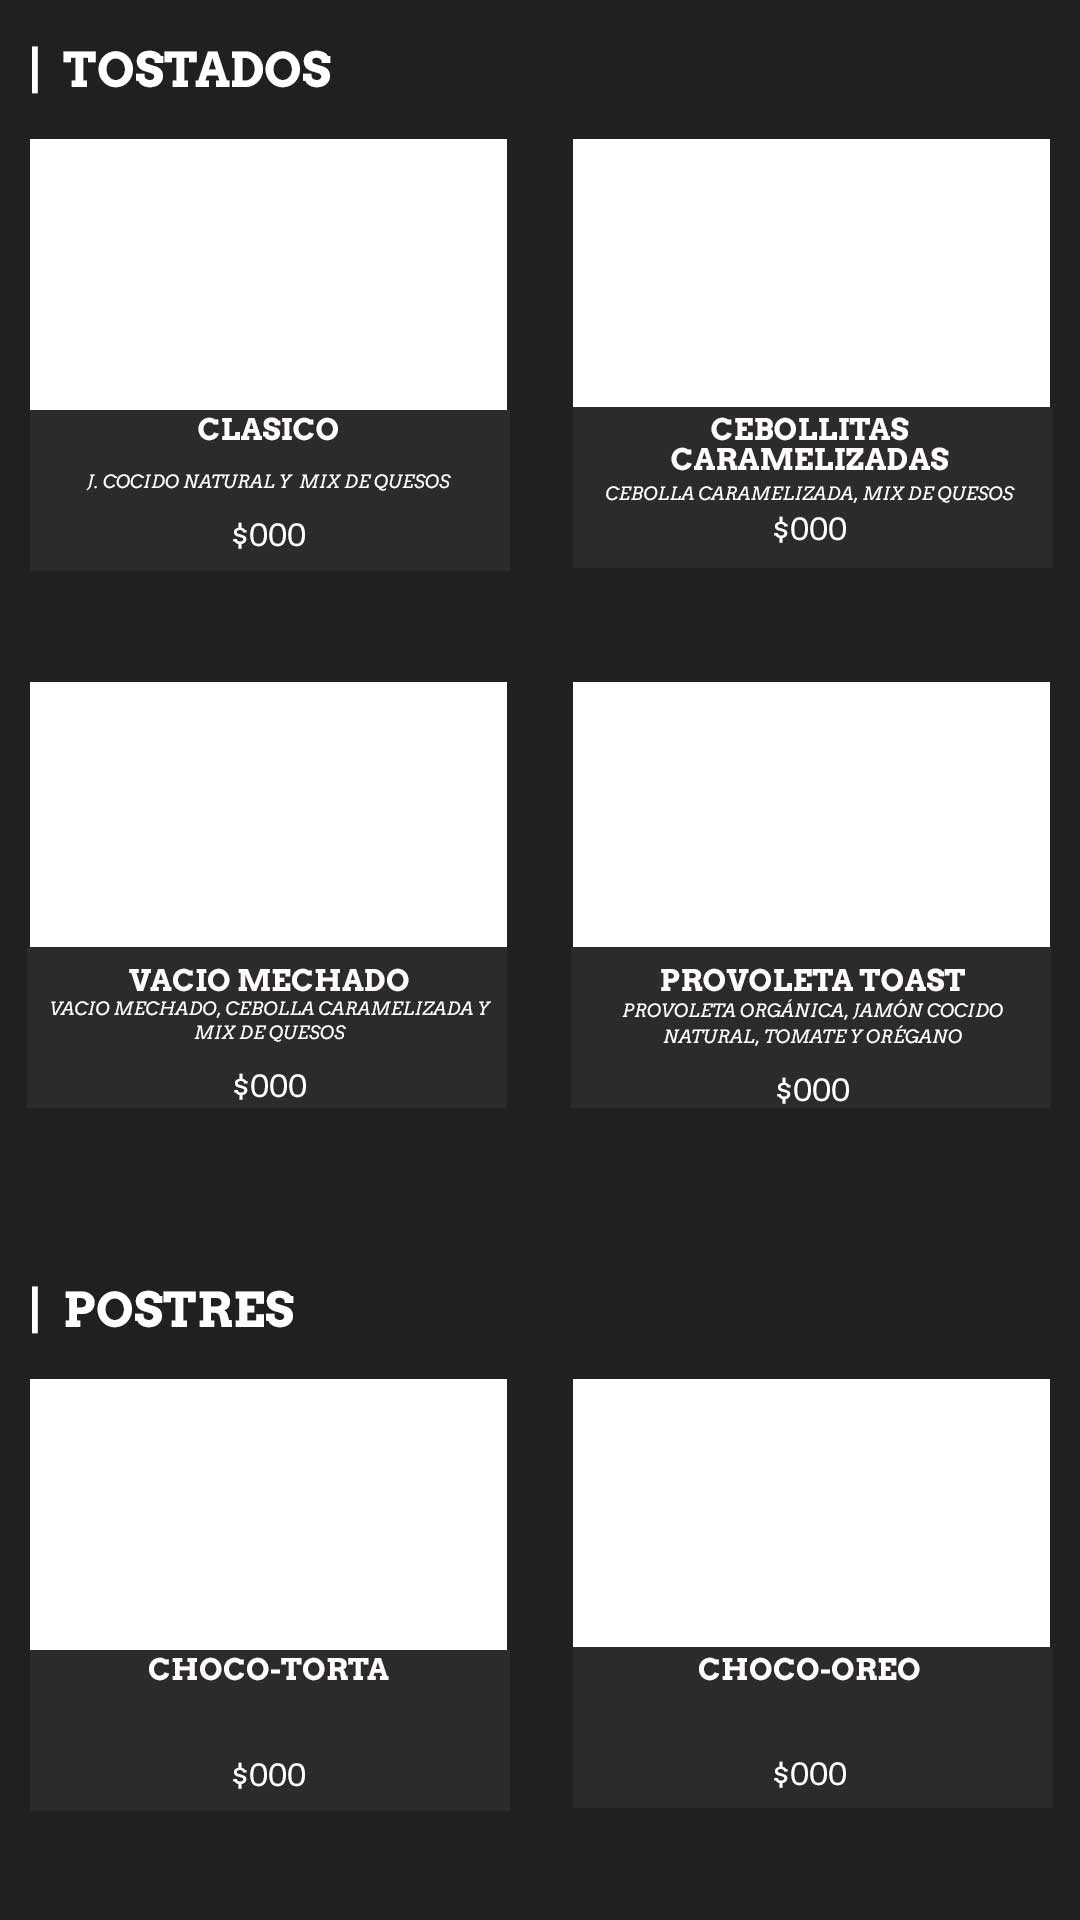 TOSTADOS
CLASICO
J. COCIDO NATURAL Y  MIX DE QUESOS
$000
CEBOLLITAS
CARAMELIZADAS
CEBOLLA CARAMELIZADA, MIX DE QUESOS
$000
VACIO MECHADO
VACIO MECHADO, CEBOLLA CARAMELIZADA Y
MIX DE QUESOS
$000
PROVOLETA TOAST
PROVOLETA ORGÁNICA, JAMÓN COCIDO
NATURAL, TOMATE Y ORÉGANO
$000
POSTRES
CHOCO-TORTA
$000
CHOCO-OREO
$000